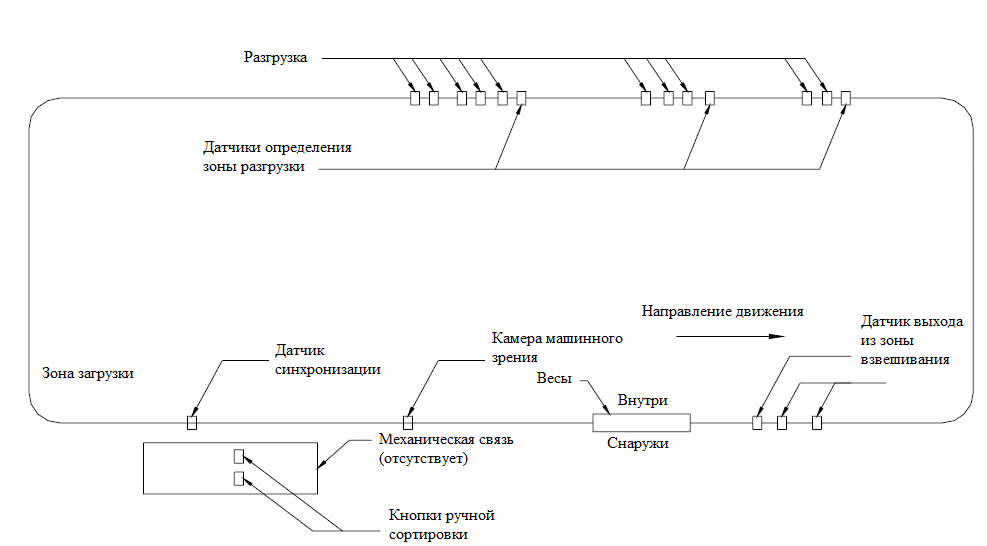 Разгрузка
Датчики определения
зоны разгрузки
Направление движения
Датчик выхода
из зоны
взвешивания
Камера машинного
зрения
Датчик
синхронизации
Зона загрузки
Весы
Внутри
Снаружи
Механическая связь
(отсутствует)
Кнопки ручной
сортировки